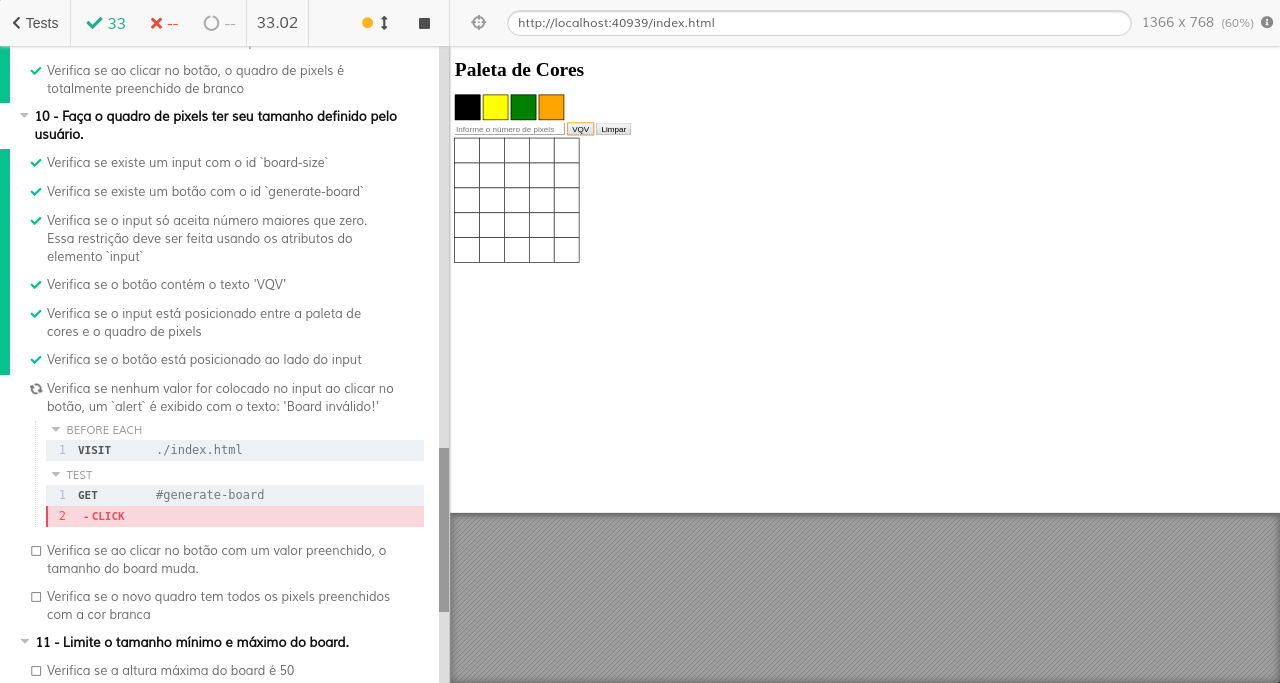 Tests
33
--
--
33.02
http://localhost:40939/index.html
1366 x 768 (60%)
Verifica se ao clicar no botão, o quadro de pixels é
totalmente preenchido de branco
10 - Faça o quadro de pixels ter seu tamanho definido pelo
usuário.
Verifica se existe um input com o id `board-size`
Verifica se existe um botão com o id `generate-board`
Verifica se o input só aceita número maiores que zero.
Essa restrição deve ser feita usando os atributos do
elemento `input`
Verifica se o botão contém o texto 'VQV'
Verifica se o input está posicionado entre a paleta de
cores e o quadro de pixels
Verifica se o botão está posicionado ao lado do input
Verifica se nenhum valor for colocado no input ao clicar no
botão, um `alert` é exibido com o texto: 'Board inválido!'
BEFORE EACH
1 VISIT ./index.html
TEST
1 GET #generate-board
2 - CLICK
Verifica se ao clicar no botão com um valor preenchido, o
tamanho do board muda.
Verifica se o novo quadro tem todos os pixels preenchidos
com a cor branca
11 - Limite o tamanho mínimo e máximo do board.
Verifica se a altura máxima do board é 50
Paleta de Cores
Informe o número de pixels VQV Limpar